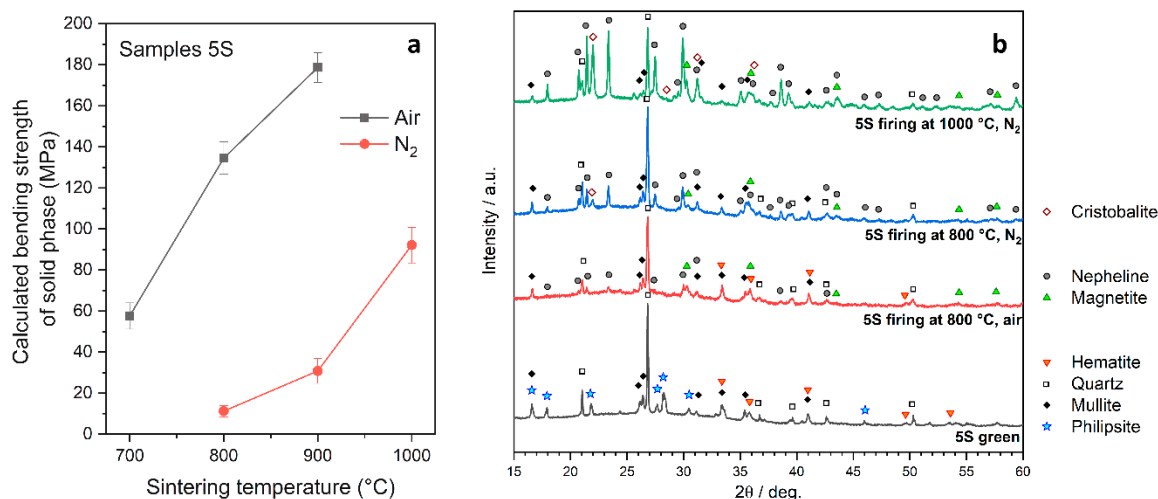 Samples 5S
a
Air
N2
Calculated bending strength
of solid phase (MPa)
200
180
160
140
120
100
80
60
40
20
0
700
800
900
1000
Sintering temperature (°C)
b
5S firing at 1000 °C, N2
5S firing at 800 °C, N2
5S firing at 800 °C, air
5S green
Intensity / a.u.
15
20
25
30
35
40
45
50
55
60
2θ / deg.
Cristobalite
Nepheline
Magnetite
Hematite
Quartz
Mullite
Philipsite